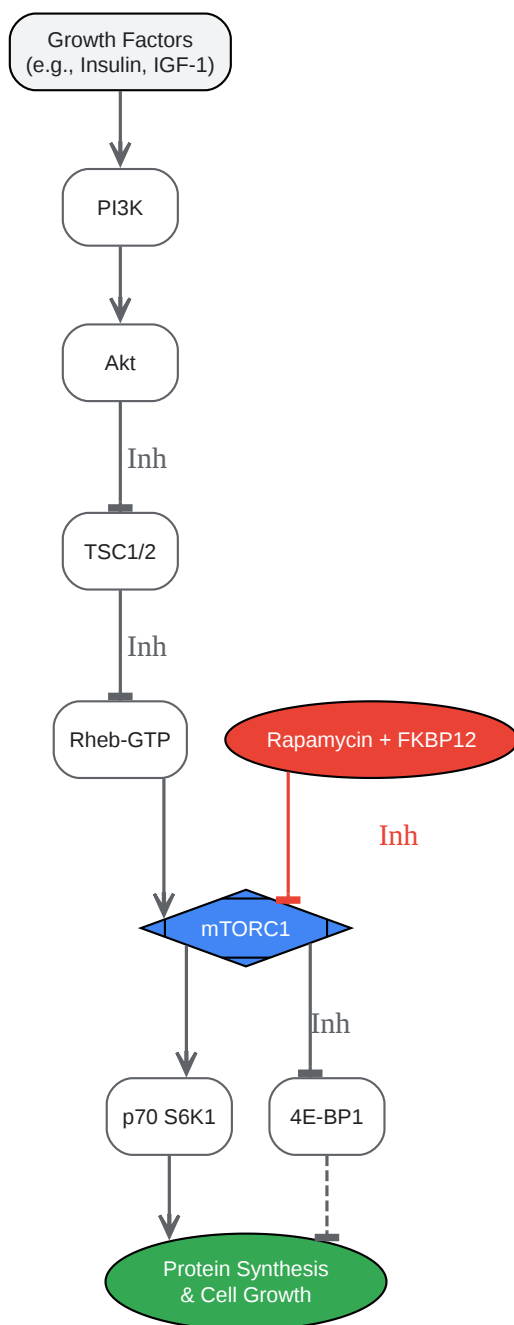 Growth Factors
(e.g., Insulin, IGF-1)
PI3K
Akt
Inh
TSC1/2
Inh
Rheb-GTP
Rapamycin + FKBP12
Inh
mTORC1
Inh
p70 S6K1
4E-BP1
Protein Synthesis
& Cell Growth